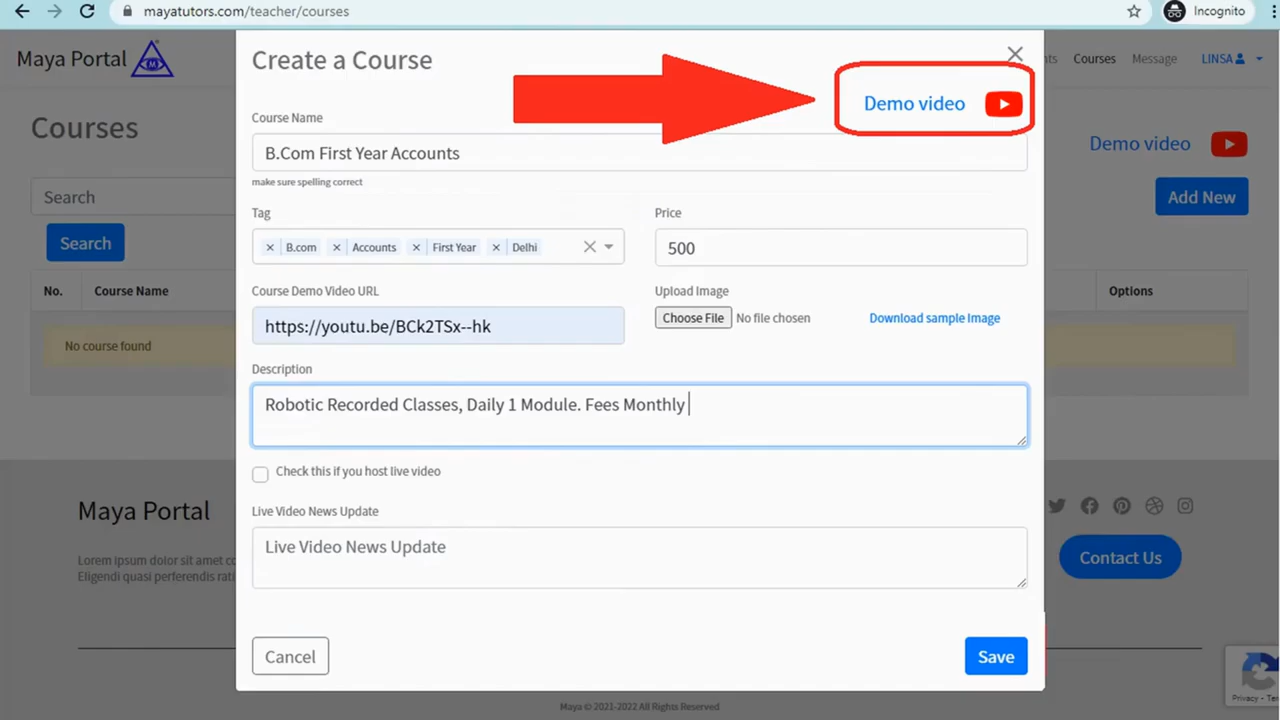 mayatutors.com/teacher/courses
Incognito
Maya Portal
Courses
Message
LINSA
Create a Course
Demo video
Courses
Demo video
Course Name
B.Com First Year Accounts
make sure spelling correct
Search
Add New
Search
Tag
Price
B.com Accounts First Year Delhi
500
No.
Course Name
Options
Course Demo Video URL
Upload Image
https://youtu.be/BCk2TSx--hk
Choose File No file chosen
Download sample Image
No course found
Description
Robotic Recorded Classes, Daily 1 Module. Fees Monthly
Check this if you host live video
Live Video News Update
Live Video News Update
Maya Portal
Lorem ipsum dolor sit amet
Eligendi quasi perferendis
Contact Us
Cancel
Save
Maya © 2021-2022 All Rights Reserved
Privacy